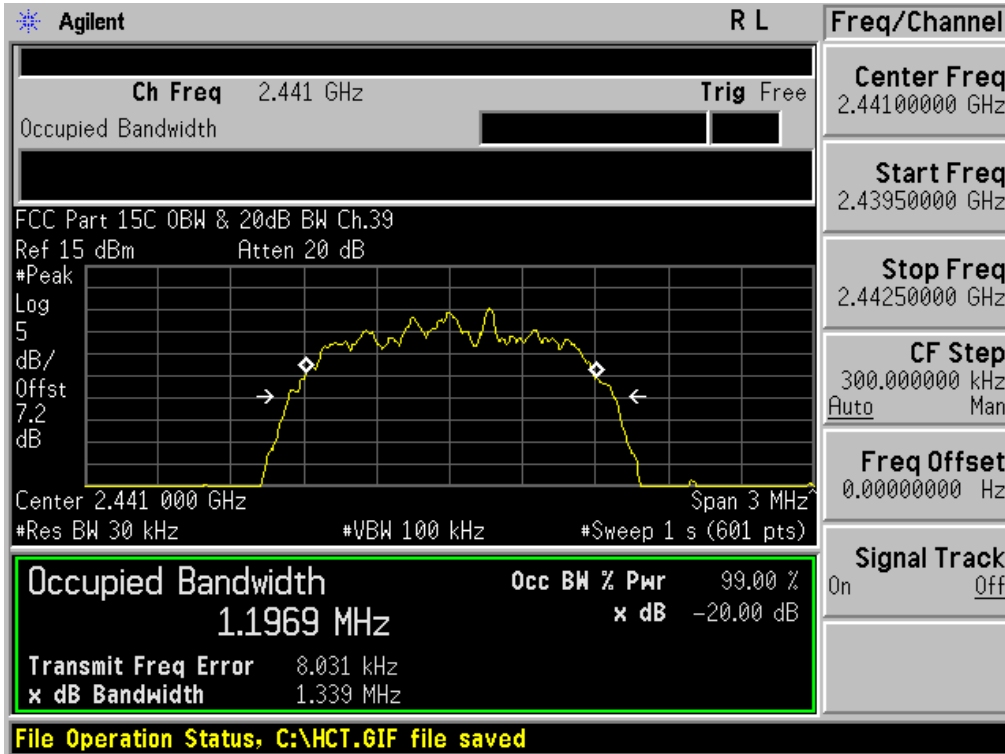 Agilent R L Freq/Channel
Ch Freq 2.441 GHz Trig Free
Occupied Bandwidth
Center Freq
2.44100000 GHz
Start Freq
2.43950000 GHz
Stop Freq
2.44250000 GHz
CF Step
300.000000 kHz
Auto Man
Freq Offset
0.00000000 Hz
Signal Track
On Off
FCC Part 15C OBW & 20dB BW Ch.39
Ref 15 dBm Atten 20 dB
#Peak
Log
5
dB/
Offst
7.2
dB
Center 2.441 000 GHz Span 3 MHz^
#Res BW 30 kHz #VBW 100 kHz #Sweep 1 s (601 pts)
Occupied Bandwidth Occ BW % Pwr 99.00 %
1.1969 MHz x dB -20.00 dB
Transmit Freq Error 8.031 kHz
x dB Bandwidth 1.339 MHz
File Operation Status, C:\HCT.GIF file saved